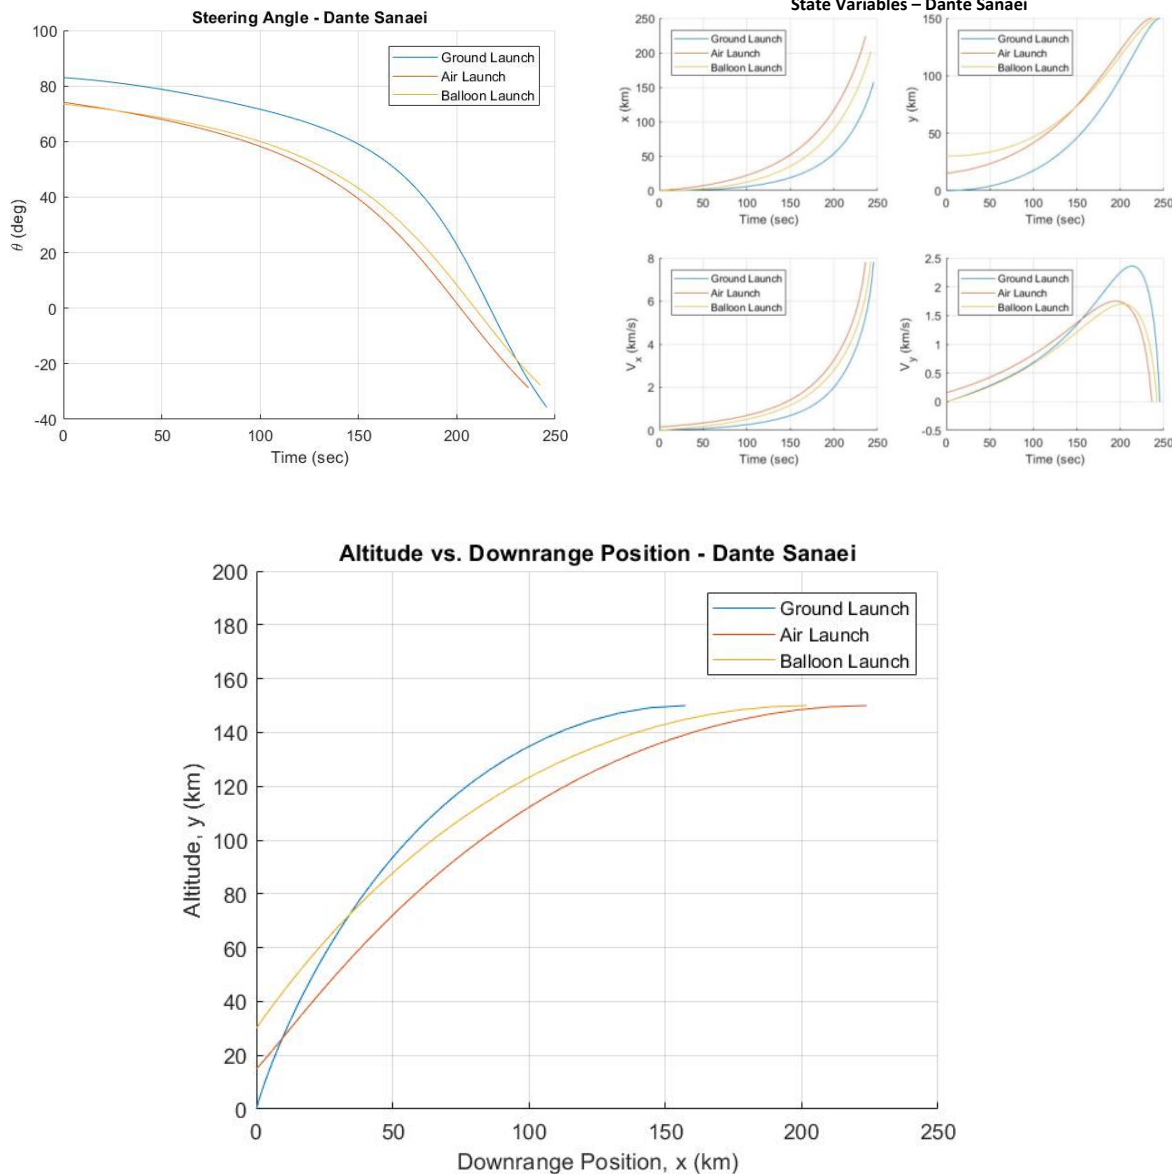 Steering Angle - Dante Sanaei
100
80
60
40
20
0
-20
-40
θ (deg)
0 50 100 150 200 250
Time (sec)
Ground Launch
Air Launch
Balloon Launch
State Variables – Dante Sanaei
250
200
150
100
50
0
x (km)
0 50 100 150 200 250
Time (sec)
Ground Launch
Air Launch
Balloon Launch
150
100
50
0
y (km)
0 50 100 150 200 250
Time (sec)
Ground Launch
Air Launch
Balloon Launch
8
6
4
2
0
Vx (km/s)
0 50 100 150 200 250
Time (sec)
Ground Launch
Air Launch
Balloon Launch
2.5
2
1.5
1
0.5
0
-0.5
Vy (km/s)
0 50 100 150 200 250
Time (sec)
Ground Launch
Air Launch
Balloon Launch
Altitude vs. Downrange Position - Dante Sanaei
200
180
160
140
120
100
80
60
40
20
0
Altitude, y (km)
0 50 100 150 200 250
Downrange Position, x (km)
Ground Launch
Air Launch
Balloon Launch